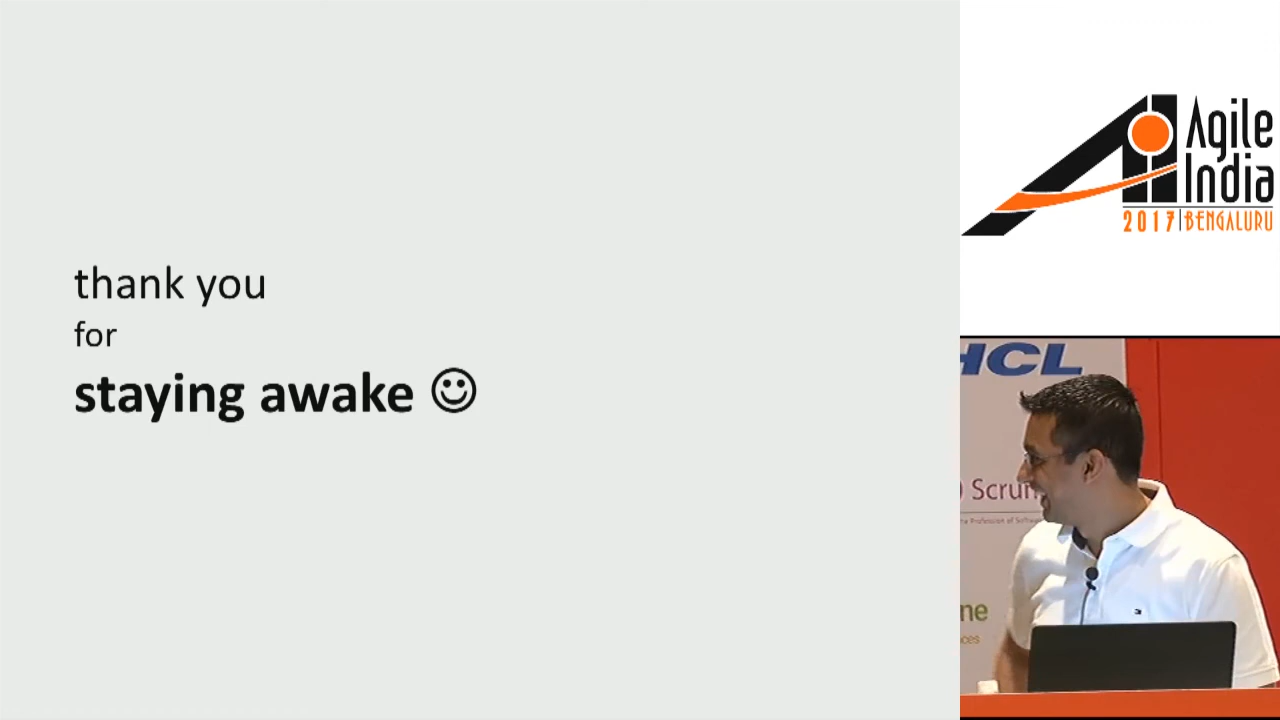 thank you
for
staying awake ☺
Agile
India
2017 | BENGALURU
HCL
Scrum